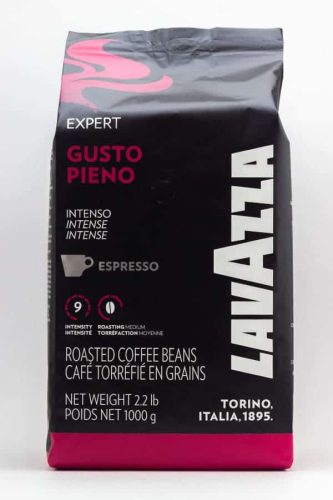 EXPERT
GUSTO
PIENO
INTENSO
INTENSE
INTENSE
ESPRESSO
9
INTENSITY
INTENSITÉ
ROASTING MEDIUM
TORRÉFACTION MOYENNE
ROASTED COFFEE BEANS
CAFÉ TORRÉFIÉ EN GRAINS
NET WEIGHT 2.2 lb
POIDS NET 1000 g
LAVAZZA
TORINO,
ITALIA, 1895.